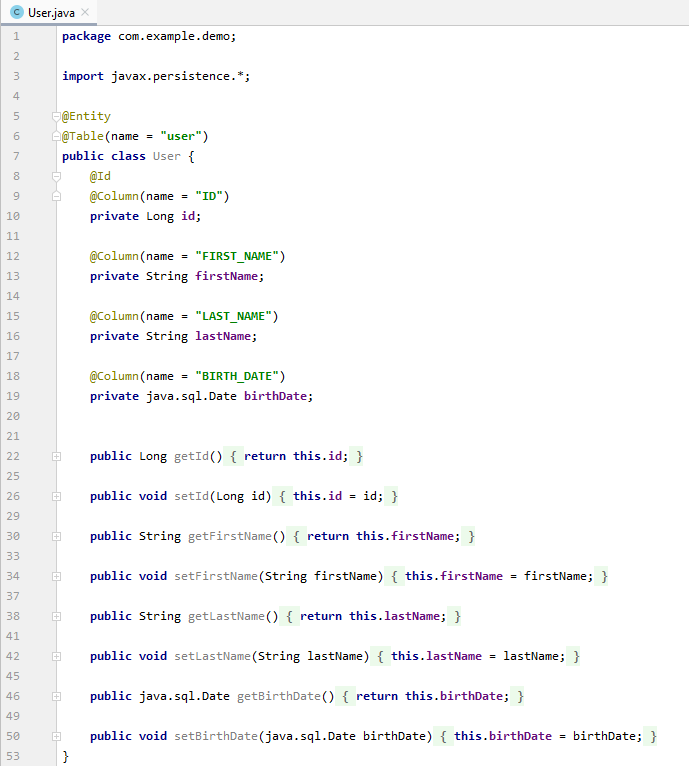 User.java
1 package com.example.demo;
2
3 import javax.persistence.*;
4
5 @Entity
6 @Table(name = "user")
7 public class User {
8 @Id
9 @Column(name = "ID")
10 private Long id;
11
12 @Column(name = "FIRST_NAME")
13 private String firstName;
14
15 @Column(name = "LAST_NAME")
16 private String lastName;
17
18 @Column(name = "BIRTH_DATE")
19 private java.sql.Date birthDate;
20
21
22 public Long getId() { return this.id; }
25
26 public void setId(Long id) { this.id = id; }
29
30 public String getFirstName() { return this.firstName; }
33
34 public void setFirstName(String firstName) { this.firstName = firstName; }
37
38 public String getLastName() { return this.lastName; }
41
42 public void setLastName(String lastName) { this.lastName = lastName; }
45
46 public java.sql.Date getBirthDate() { return this.birthDate; }
49
50 public void setBirthDate(java.sql.Date birthDate) { this.birthDate = birthDate; }
53 }